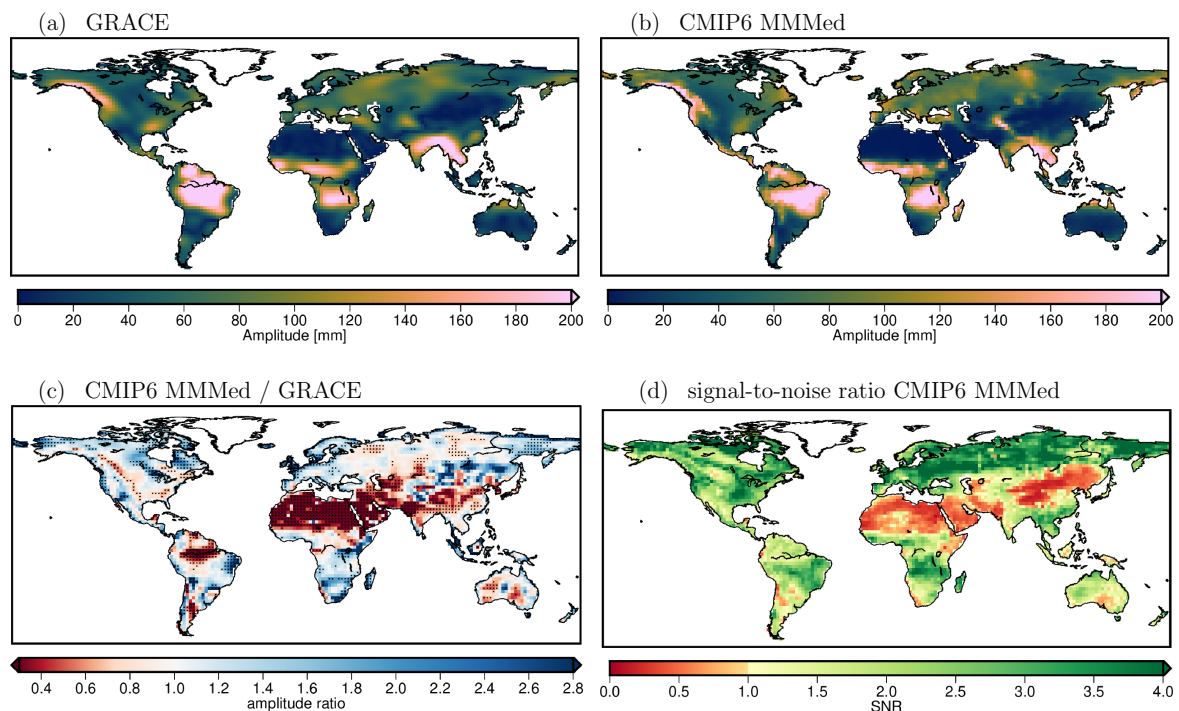 (a) GRACE
(b) CMIP6 MMMed
0 20 40 60 80 100 120 140 160 180 200
Amplitude [mm]
0 20 40 60 80 100 120 140 160 180 200
Amplitude [mm]
(c) CMIP6 MMMed / GRACE
(d) signal-to-noise ratio CMIP6 MMMed
0.4 0.6 0.8 1.0 1.2 1.4 1.6 1.8 2.0 2.2 2.4 2.6 2.8
amplitude ratio
0.0 0.5 1.0 1.5 2.0 2.5 3.0 3.5 4.0
SNR